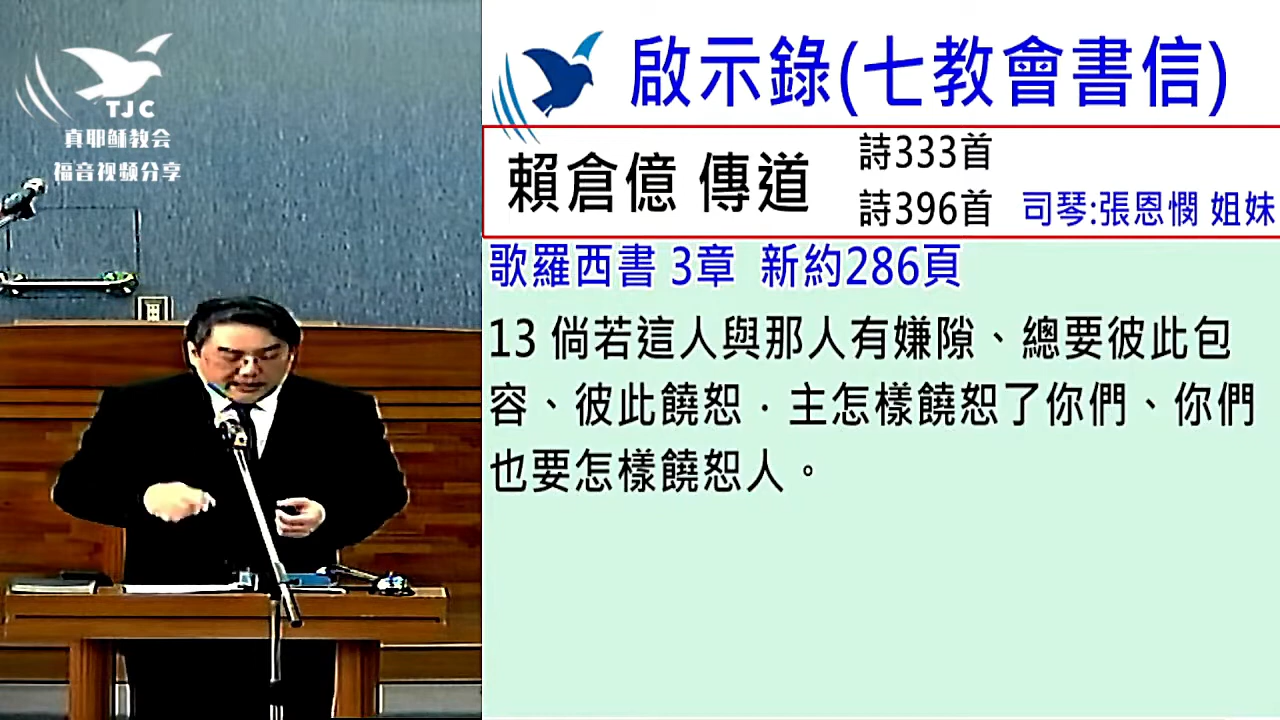 TJC
真耶稣教会
福音视频分享
啟示錄(七教會書信)
賴倉億 傳道
詩333首
詩396首 司琴:張恩憫 姐妹
歌羅西書 3章 新約286頁
13 倘若這人與那人有嫌隙、總要彼此包
容、彼此饒恕．主怎樣饒恕了你們、你們
也要怎樣饒恕人。